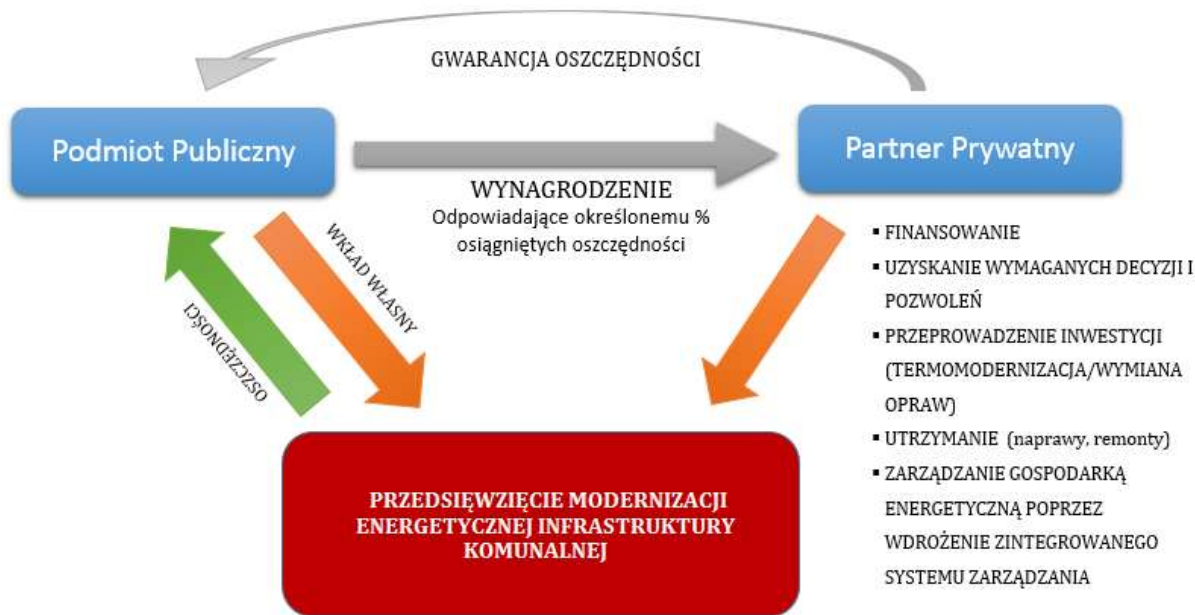 GWARANCJA OSZCZĘDNOŚCI
Podmiot Publiczny
Partner Prywatny
WYNAGRODZENIE
Odpowiadające określonemu %
osiągniętych oszczędności
WKŁAD WŁASNY
OSZCZĘDNOŚCI
▪ FINANSOWANIE
▪ UZYSKANIE WYMAGANYCH DECYZJI I
POZWOLEŃ
▪ PRZEPROWADZENIE INWESTYCJI
(TERMOMODERNIZACJA/WYMIANA
OPRAW)
▪ UTRZYMANIE (naprawy, remonty)
▪ ZARZĄDZANIE GOSPODARKĄ
ENERGETYCZNĄ POPRZEZ
WDROŻENIE ZINTEGROWANEGO
SYSTEMU ZARZĄDZANIA
PRZEDSIĘWZIĘCIE MODERNIZACJI
ENERGETYCZNEJ INFRASTRUKTURY
KOMUNALNEJ